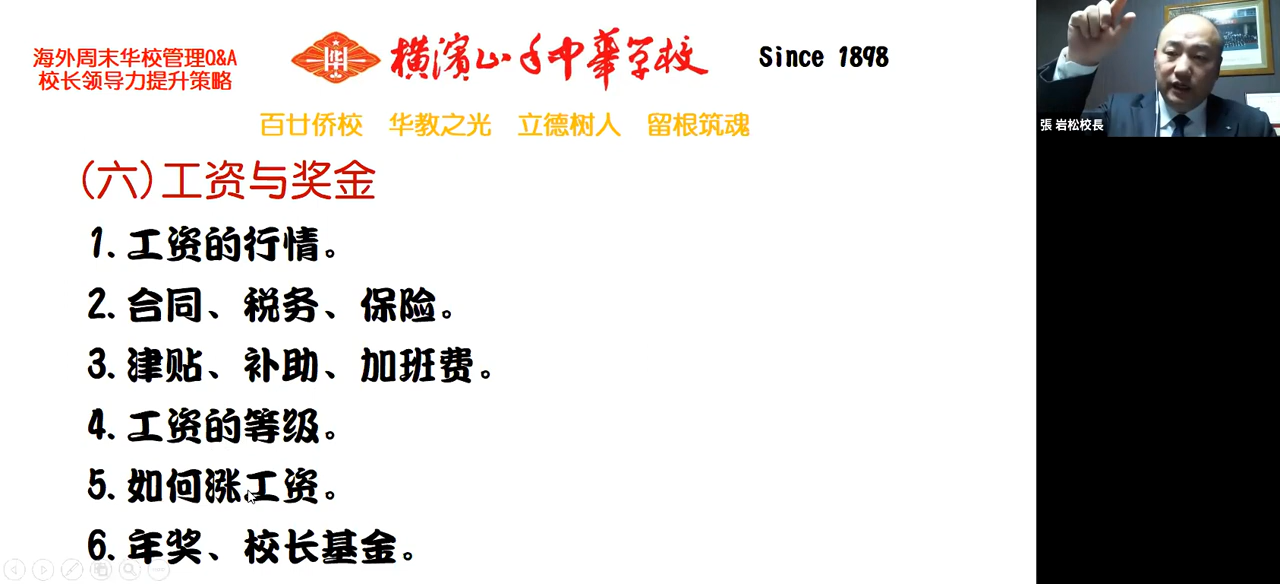 海外周末华校管理Q&A
校长领导力提升策略
華
横濱山手中華学校
Since 1898
百廿侨校 华教之光 立德树人 留根筑魂
張 岩松校長
(六)工资与奖金
1.工资的行情。
2.合同、税务、保险。
3.津贴、补助、加班费。
4.工资的等级。
5.如何涨工资。
6.年奖、校长基金。